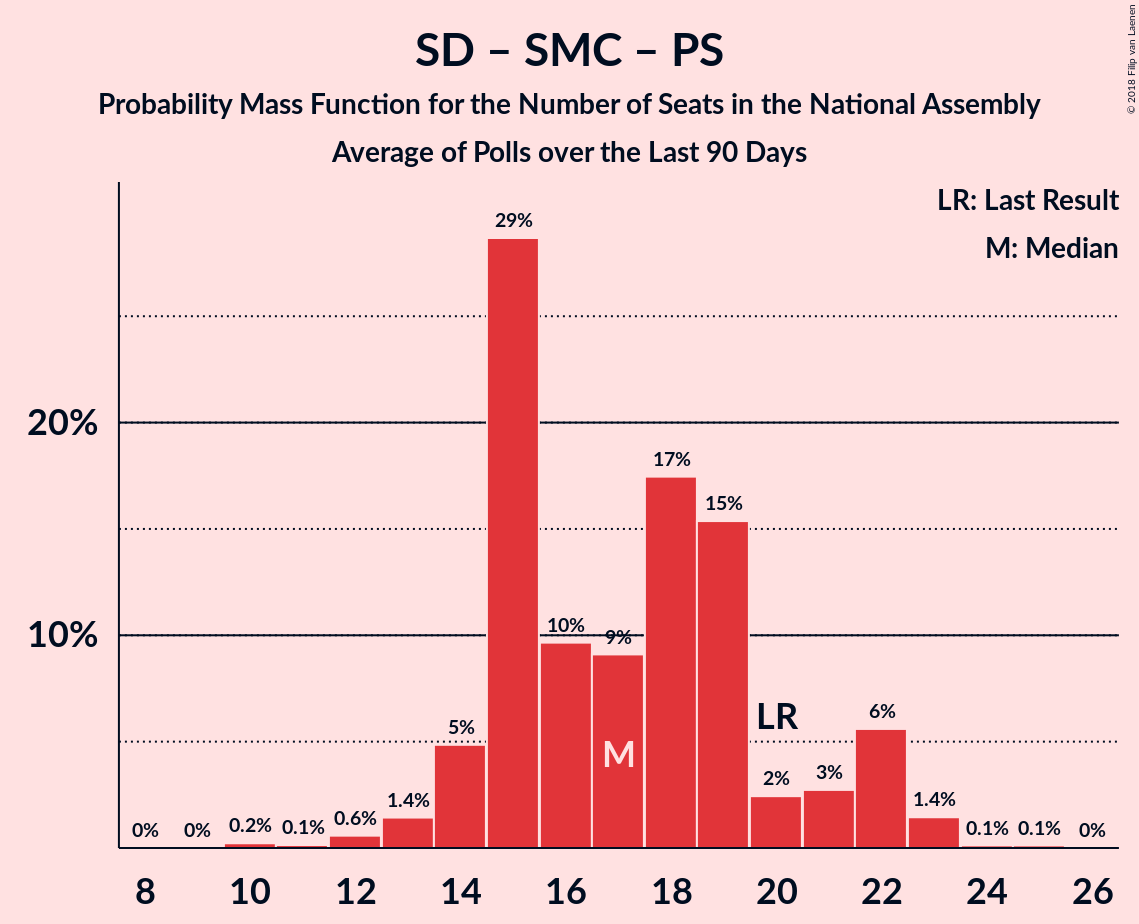 SD – SMC – PS
Probability Mass Function for the Number of Seats in the National Assembly
Average of Polls over the Last 90 Days
© 2018 Filip van Laenen
LR: Last Result
M: Median
29%
20%
17%
15%
10%
10%
9%
LR
6%
5%
M
3%
2%
1.4%
1.4%
0.6%
0.2%
0.1%
0.1%
0.1%
0%
0%
0%
8 10 12 14 16 18 20 22 24 26